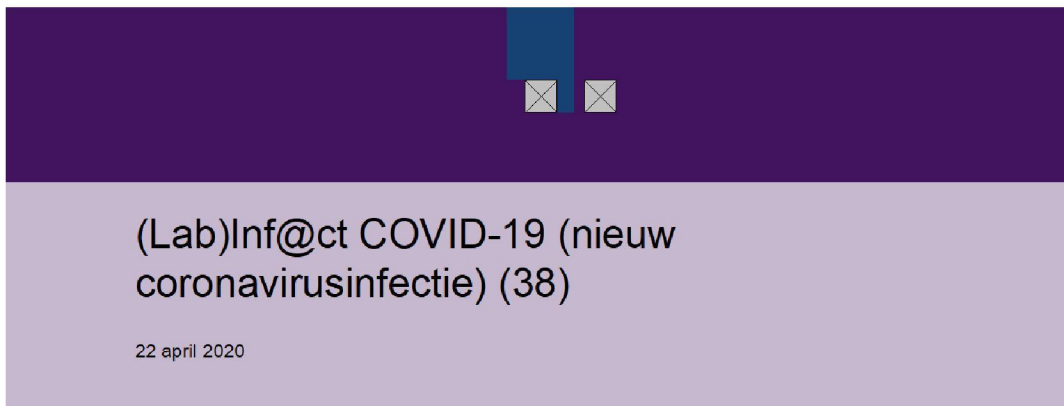 (Lab)Inf@ct COVID-19 (nieuw
coronavirusinfectie) (38)
22 april 2020